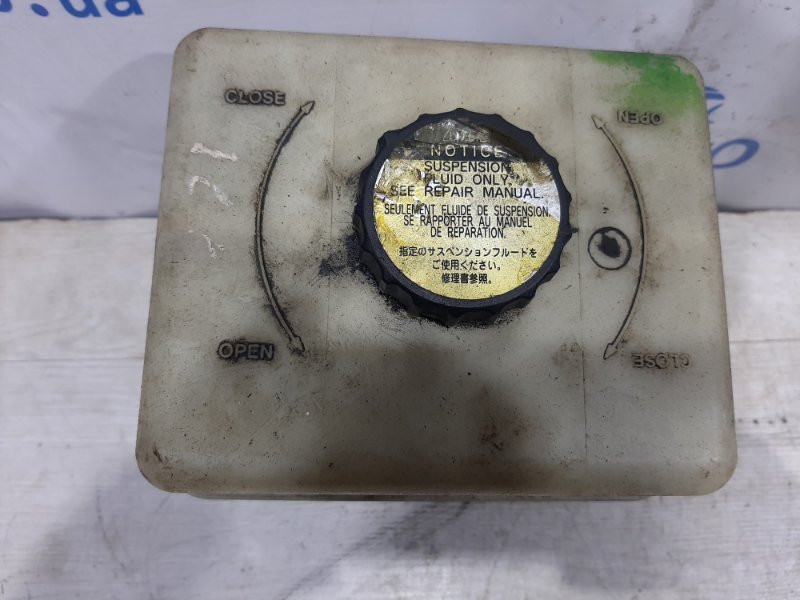 CLOSE
OPEN
NOTICE
SUSPENSION
FLUID ONLY
SEE REPAIR MANUAL.
SEULEMENT FLUIDE DE SUSPENSION.
SE RAPPORTER AU MANUEL
DE REPARATION.
指定のサスペンションフルードを
ご使用ください。
修理書参照。
OPEN
CLOSE
.ua